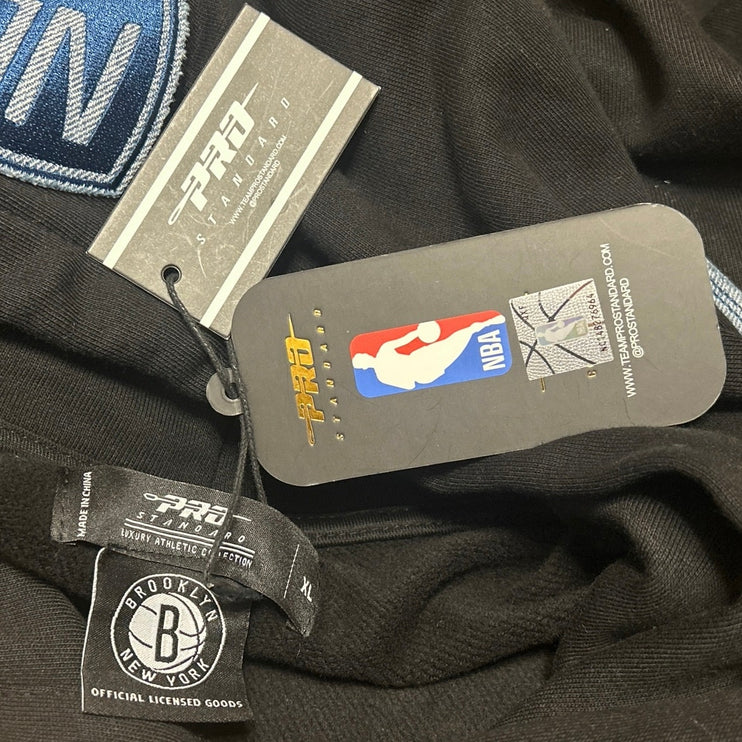 ON
PRO
STANDARD
WWW.TEAMPROSTANDARD.COM
@PROSTANDARD
PRO
STANDARD
NBA
WWW.TEAMPROSTANDARD.COM
@PROSTANDARD
MADE IN CHINA
PRO
STANDARD
LUXURY ATHLETIC COLLECTION
XL
BROOKLYN
B
NEW YORK
OFFICIAL LICENSED GOODS